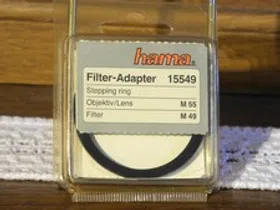 hama.
Filter-Adapter 15549
Stepping ring
Objektiv/Lens M 55
Filter M 49